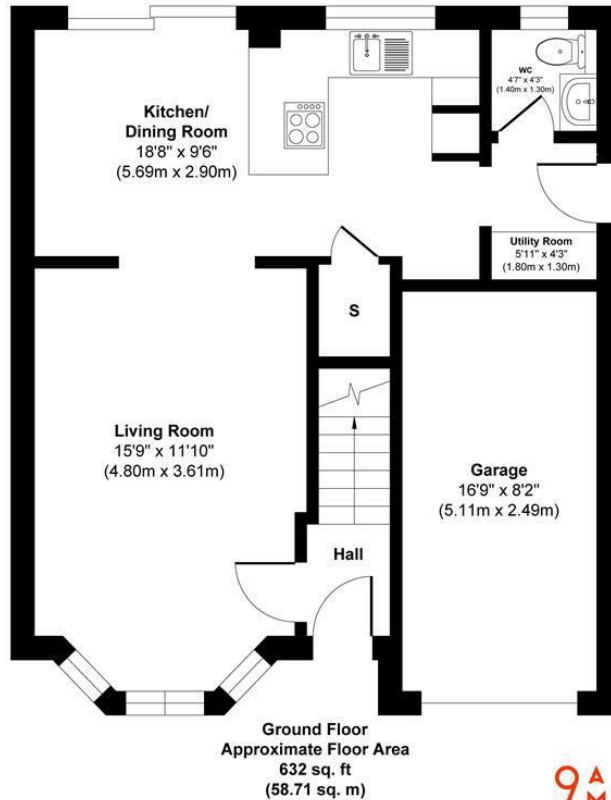 Kitchen/
Dining Room
18'8" x 9'6"
(5.69m x 2.90m)
WC
4'7" x 4'3"
(1.40m x 1.30m)
Utility Room
5'11" x 4'3"
(1.80m x 1.30m)
S
Living Room
15'9" x 11'10"
(4.80m x 3.61m)
Garage
16'9" x 8'2"
(5.11m x 2.49m)
Hall
Ground Floor
Approximate Floor Area
632 sq. ft
(58.71 sq. m)
9 AM